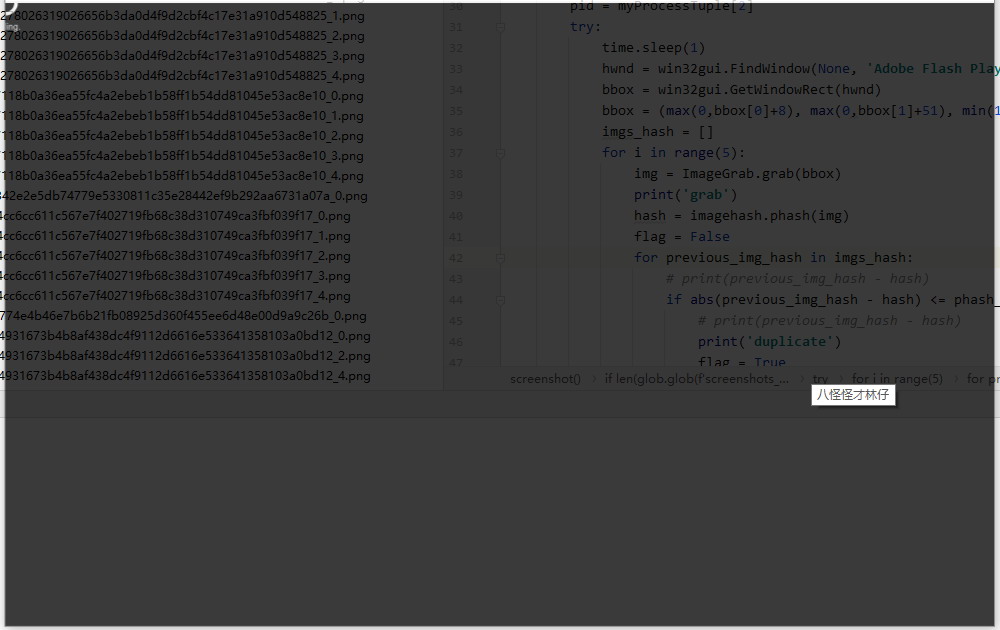 278026319026656b3da0d4f9d2cbf4c17e31a910d548825_1.png
278026319026656b3da0d4f9d2cbf4c17e31a910d548825_2.png
278026319026656b3da0d4f9d2cbf4c17e31a910d548825_3.png
278026319026656b3da0d4f9d2cbf4c17e31a910d548825_4.png
118b0a36ea55fc4a2ebeb1b58ff1b54dd81045e53ac8e10_0.png
118b0a36ea55fc4a2ebeb1b58ff1b54dd81045e53ac8e10_1.png
118b0a36ea55fc4a2ebeb1b58ff1b54dd81045e53ac8e10_2.png
118b0a36ea55fc4a2ebeb1b58ff1b54dd81045e53ac8e10_3.png
118b0a36ea55fc4a2ebeb1b58ff1b54dd81045e53ac8e10_4.png
342e2e5db74779e5330811c35e28442ef9b292aa6731a07a_0.png
4cc6cc611c567e7f402719fb68c38d310749ca3fbf039f17_0.png
4cc6cc611c567e7f402719fb68c38d310749ca3fbf039f17_1.png
4cc6cc611c567e7f402719fb68c38d310749ca3fbf039f17_2.png
4cc6cc611c567e7f402719fb68c38d310749ca3fbf039f17_3.png
4cc6cc611c567e7f402719fb68c38d310749ca3fbf039f17_4.png
774e4b46e7b6b21fb08925d360f455ee6d48e00d9a9c26b_0.png
4931673b4b8af438dc4f9112d6616e533641358103a0bd12_0.png
4931673b4b8af438dc4f9112d6616e533641358103a0bd12_2.png
4931673b4b8af438dc4f9112d6616e533641358103a0bd12_4.png
30 pid = myProcessTuple[2]
31 try:
32 time.sleep(1)
33 hwnd = win32gui.FindWindow(None, 'Adobe Flash Play
34 bbox = win32gui.GetWindowRect(hwnd)
35 bbox = (max(0,bbox[0]+8), max(0,bbox[1]+51), min(1
36 imgs_hash = []
37 for i in range(5):
38 img = ImageGrab.grab(bbox)
39 print('grab')
40 hash = imagehash.phash(img)
41 flag = False
42 for previous_img_hash in imgs_hash:
43 # print(previous_img_hash - hash)
44 if abs(previous_img_hash - hash) <= phash_
45 # print(previous_img_hash - hash)
46 print('duplicate')
47 flag = True
screenshot() › if len(glob.glob(f'screenshots_... › try › for i in range(5) › for pr
八怪怪才林仔